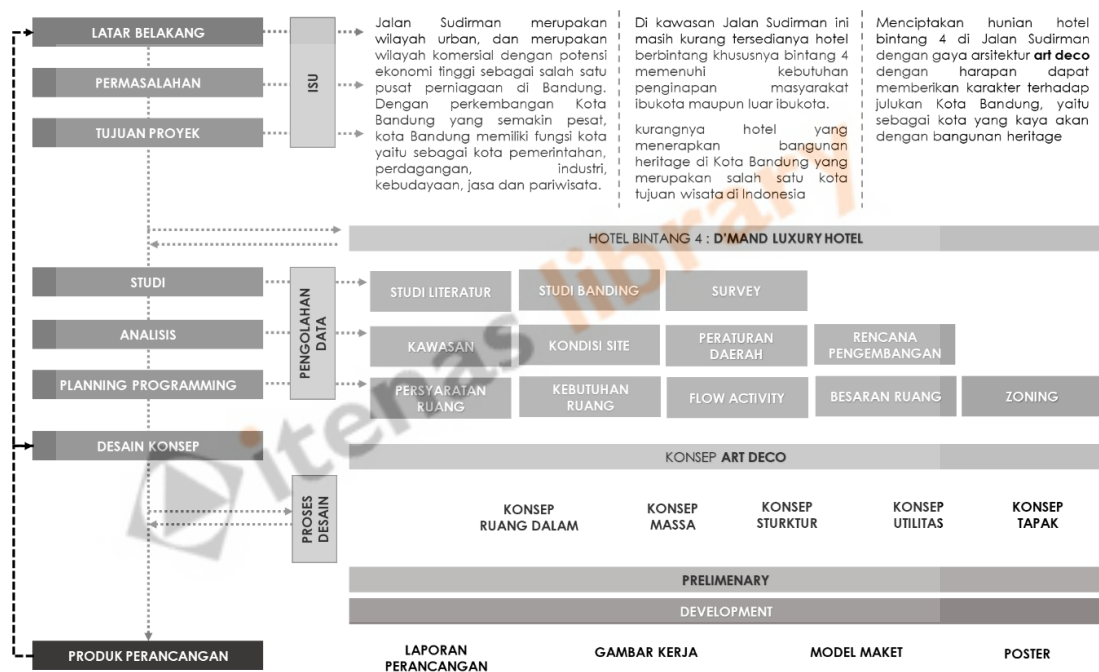 LATAR BELAKANG
PERMASALAHAN
TUJUAN PROYEK
ISU
Jalan Sudirman merupakan
wilayah urban, dan merupakan
wilayah komersial dengan potensi
ekonomi tinggi sebagai salah satu
pusat perniagaan di Bandung.
Dengan perkembangan Kota
Bandung yang semakin pesat,
kota Bandung memiliki fungsi kota
yaitu sebagai kota pemerintahan,
perdagangan, industri,
kebudayaan, jasa dan pariwisata.
Di kawasan Jalan Sudirman ini
masih kurang tersedianya hotel
berbintang khususnya bintang 4
memenuhi kebutuhan
penginapan masyarakat
ibukota maupun luar ibukota.
kurangnya hotel yang
menerapkan bangunan
heritage di Kota Bandung yang
merupakan salah satu kota
tujuan wisata di Indonesia
Menciptakan hunian hotel
bintang 4 di Jalan Sudirman
dengan gaya arsitektur art deco
dengan harapan dapat
memberikan karakter terhadap
julukan Kota Bandung, yaitu
sebagai kota yang kaya akan
dengan bangunan heritage
HOTEL BINTANG 4 : D'MAND LUXURY HOTEL
STUDI
ANALISIS
PLANNING PROGRAMMING
PENGOLAHAN
DATA
STUDI LITERATUR
STUDI BANDING
SURVEY
KAWASAN
KONDISI SITE
PERATURAN
DAERAH
RENCANA
PENGEMBANGAN
PERSYARATAN
RUANG
KEBUTUHAN
RUANG
FLOW ACTIVITY
BESARAN RUANG
ZONING
DESAIN KONSEP
KONSEP ART DECO
PROSES
DESAIN
KONSEP
RUANG DALAM
KONSEP
MASSA
KONSEP
STURKTUR
KONSEP
UTILITAS
KONSEP
TAPAK
PRELIMENARY
DEVELOPMENT
PRODUK PERANCANGAN
LAPORAN
PERANCANGAN
GAMBAR KERJA
MODEL MAKET
POSTER
itenas library